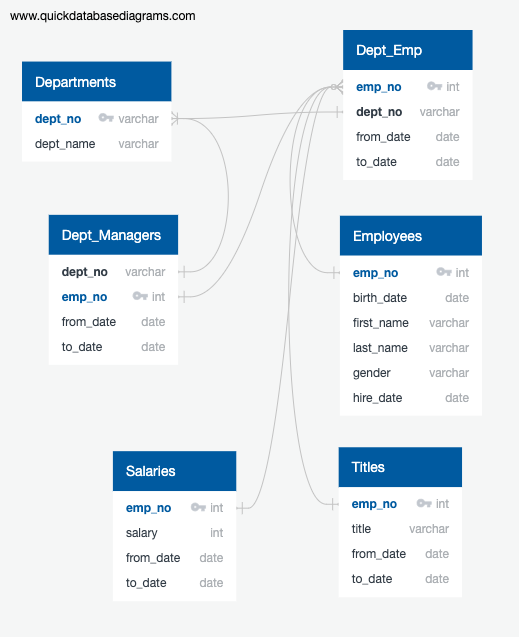 www.quickdatabasediagrams.com
Dept_Emp
emp_no int
dept_no varchar
from_date date
to_date date
Departments
dept_no varchar
dept_name varchar
Dept_Managers
dept_no varchar
emp_no int
from_date date
to_date date
Employees
emp_no int
birth_date date
first_name varchar
last_name varchar
gender varchar
hire_date date
Salaries
emp_no int
salary int
from_date date
to_date date
Titles
emp_no int
title varchar
from_date date
to_date date